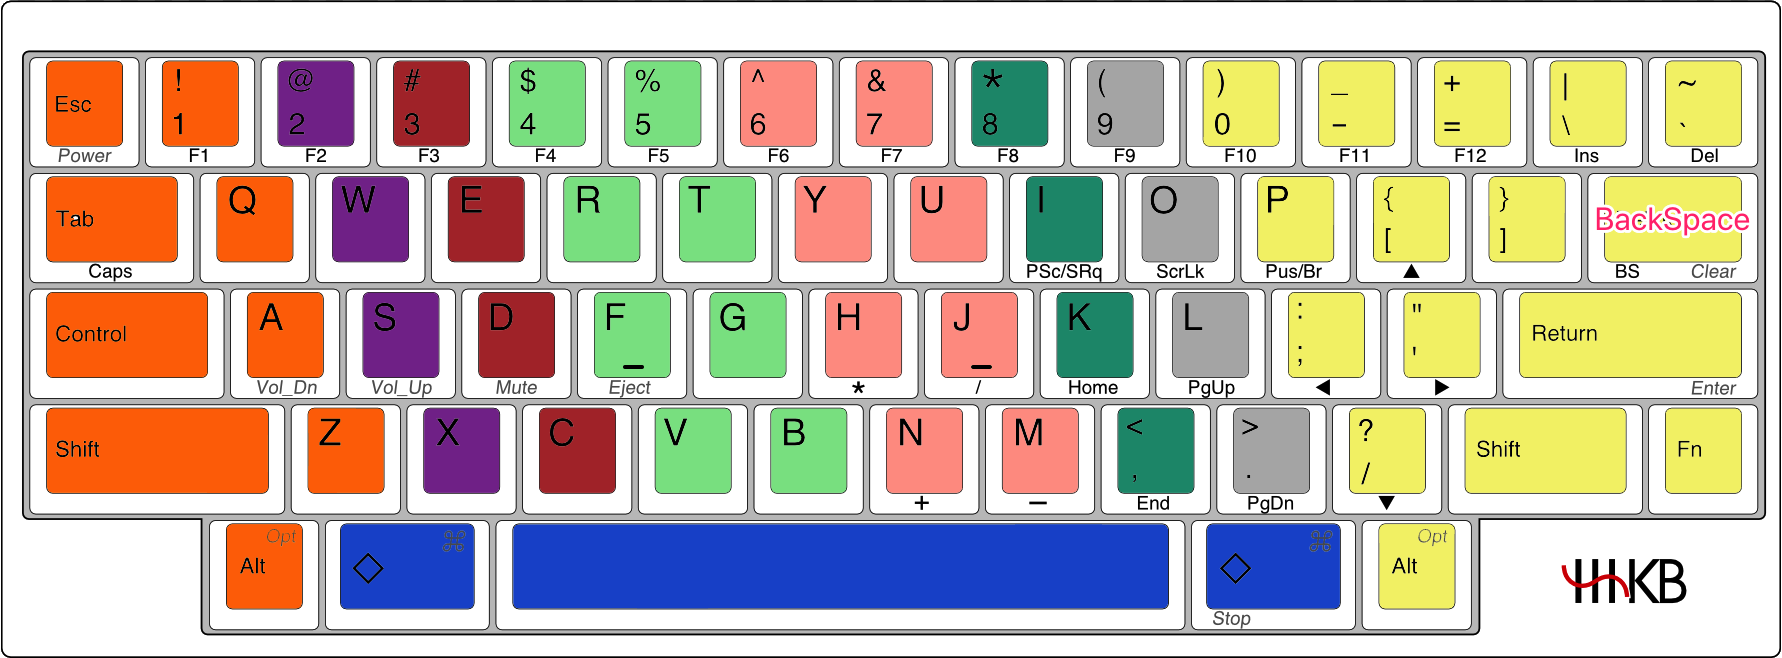 Esc ! 1 @ 2 # 3 $ 4 % 5 ^ 6 & 7 * 8 ( 9 ) 0 _ - + = | \ ~ `
Power F1 F2 F3 F4 F5 F6 F7 F8 F9 F10 F11 F12 Ins Del
Tab Q W E R T Y U I O P { [ } ] BackSpace
Caps PSc/SRq ScrLk Pus/Br ▲ BS Clear
Control A S D F G H J K L : ; " ' Return
Vol_Dn Vol_Up Mute Eject * / Home PgUp ◀ ▶ Enter
Shift Z X C V B N M < , > . ? / Shift Fn
+ − End PgDn ▼
Alt Opt ◇ ⌘ ◇ ⌘ Alt Opt
Stop
HHKB